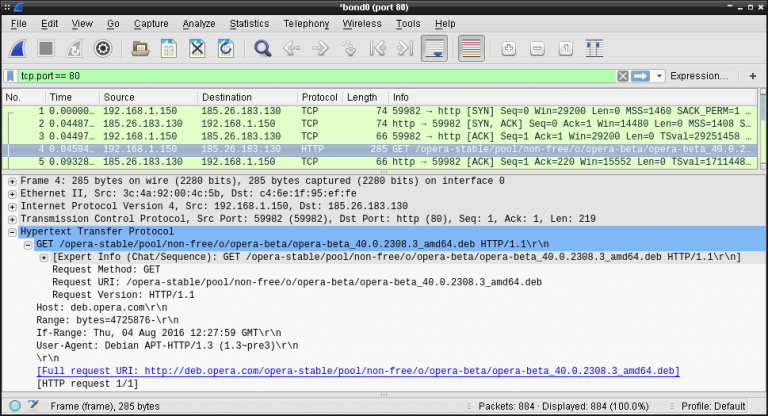 *bond0 (port 80)
File Edit View Go Capture Analyze Statistics Telephony Wireless Tools Help
tcp.port == 80 Expression... +
No. Time Source Destination Protocol Length Info
1 0.00000... 192.168.1.150 185.26.183.130 TCP 74 59982 → http [SYN] Seq=0 Win=29200 Len=0 MSS=1460 SACK_PERM=1 ...
2 0.04487... 185.26.183.130 192.168.1.150 TCP 74 http → 59982 [SYN, ACK] Seq=0 Ack=1 Win=14480 Len=0 MSS=1408 S...
3 0.04497... 192.168.1.150 185.26.183.130 TCP 66 59982 → http [ACK] Seq=1 Ack=1 Win=29200 Len=0 TSval=29251458 ...
4 0.04594... 192.168.1.150 185.26.183.130 HTTP 285 GET /opera-stable/pool/non-free/o/opera-beta/opera-beta_40.0.2...
5 0.09328... 185.26.183.130 192.168.1.150 TCP 66 http → 59982 [ACK] Seq=1 Ack=220 Win=15552 Len=0 TSval=1711448...
Frame 4: 285 bytes on wire (2280 bits), 285 bytes captured (2280 bits) on interface 0
Ethernet II, Src: 3c:4a:92:00:4c:5b, Dst: c4:6e:1f:95:ef:fe
Internet Protocol Version 4, Src: 192.168.1.150, Dst: 185.26.183.130
Transmission Control Protocol, Src Port: 59982 (59982), Dst Port: http (80), Seq: 1, Ack: 1, Len: 219
Hypertext Transfer Protocol
GET /opera-stable/pool/non-free/o/opera-beta/opera-beta_40.0.2308.3_amd64.deb HTTP/1.1\r\n
[Expert Info (Chat/Sequence): GET /opera-stable/pool/non-free/o/opera-beta/opera-beta_40.0.2308.3_amd64.deb HTTP/1.1\r\n]
Request Method: GET
Request URI: /opera-stable/pool/non-free/o/opera-beta/opera-beta_40.0.2308.3_amd64.deb
Request Version: HTTP/1.1
Host: deb.opera.com\r\n
Range: bytes=4725876-\r\n
If-Range: Thu, 04 Aug 2016 12:27:59 GMT\r\n
User-Agent: Debian APT-HTTP/1.3 (1.3~pre3)\r\n
\r\n
[Full request URI: http://deb.opera.com/opera-stable/pool/non-free/o/opera-beta/opera-beta_40.0.2308.3_amd64.deb]
[HTTP request 1/1]
Frame (frame), 285 bytes Packets: 884 · Displayed: 884 (100.0%) Profile: Default